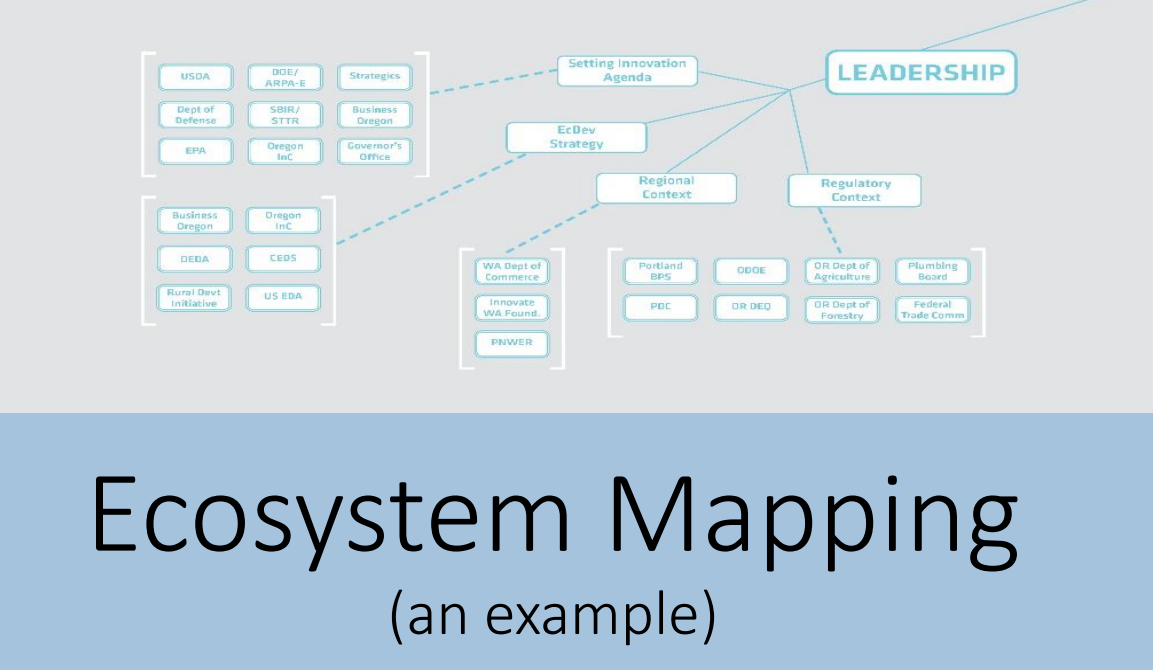 LEADERSHIP
Setting Innovation
Agenda
USDA
DOE/
ARPA-E
Strategics
Dept of
Defense
SBIR/
STTR
Business
Oregon
EPA
Oregon
InC
Governor's
Office
EcDev
Strategy
Business
Oregon
Oregon
InC
OEDA
CEDS
Rural Devt
Initiative
US EDA
Regional
Context
WA Dept of
Commerce
Innovate
WA Found.
PNWER
Regulatory
Context
Portland
BPS
ODOE
OR Dept of
Agriculture
Plumbing
Board
PDC
OR DEQ
OR Dept of
Forestry
Federal
Trade Comm
Ecosystem Mapping
(an example)